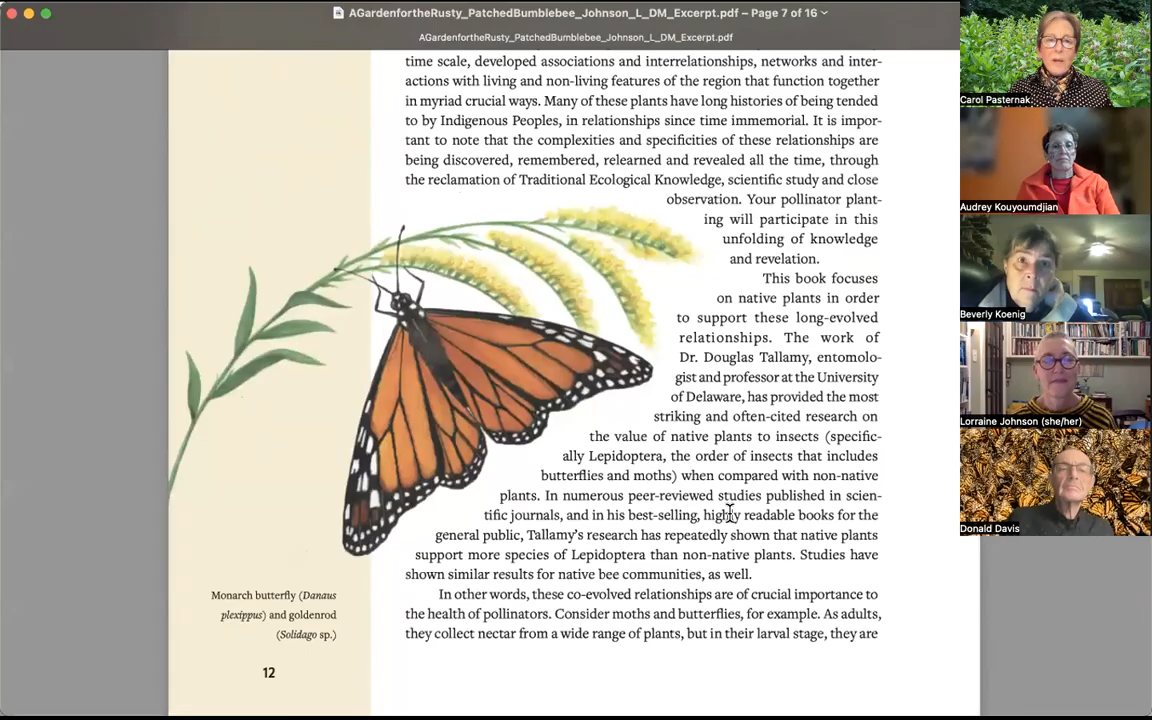 AGardenfortheRusty_PatchedBumblebee_Johnson_L_DM_Excerpt.pdf – Page 7 of 16
AGardenfortheRusty_PatchedBumblebee_Johnson_L_DM_Excerpt.pdf
time scale, developed associations and interrelationships, networks and inter-
actions with living and non-living features of the region that function together
in myriad crucial ways. Many of these plants have long histories of being tended
to by Indigenous Peoples, in relationships since time immemorial. It is impor-
tant to note that the complexities and specificities of these relationships are
being discovered, remembered, relearned and revealed all the time, through
the reclamation of Traditional Ecological Knowledge, scientific study and close
observation. Your pollinator plant-
ing will participate in this
unfolding of knowledge
and revelation.
This book focuses
on native plants in order
to support these long-evolved
relationships. The work of
Dr. Douglas Tallamy, entomolo-
gist and professor at the University
of Delaware, has provided the most
striking and often-cited research on
the value of native plants to insects (specific-
ally Lepidoptera, the order of insects that includes
butterflies and moths) when compared with non-native
plants. In numerous peer-reviewed studies published in scien-
tific journals, and in his best-selling, highly readable books for the
general public, Tallamy's research has repeatedly shown that native plants
support more species of Lepidoptera than non-native plants. Studies have
shown similar results for native bee communities, as well.
In other words, these co-evolved relationships are of crucial importance to
the health of pollinators. Consider moths and butterflies, for example. As adults,
they collect nectar from a wide range of plants, but in their larval stage, they are
Monarch butterfly (Danaus
plexippus) and goldenrod
(Solidago sp.)
12
Carol Pasternak
Audrey Kouyoumdjian
Beverly Koenig
Lorraine Johnson (she/her)
Donald Davis